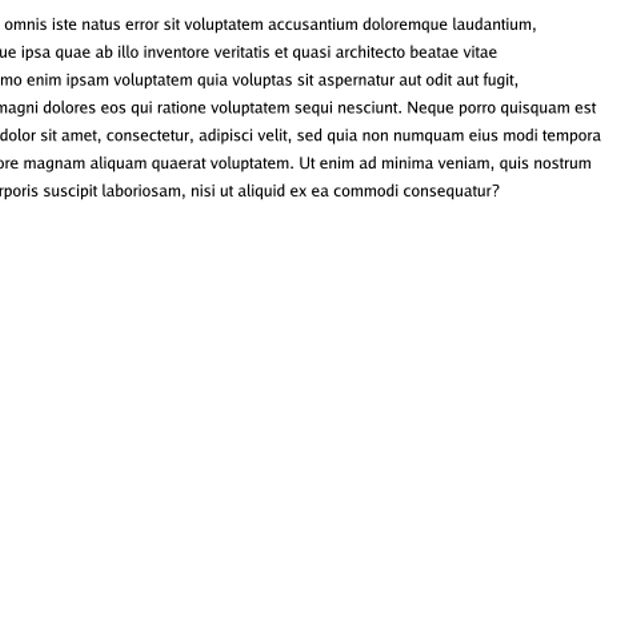 omnis iste natus error sit voluptatem accusantium doloremque laudantium,
ue ipsa quae ab illo inventore veritatis et quasi architecto beatae vitae
mo enim ipsam voluptatem quia voluptas sit aspernatur aut odit aut fugit,
magni dolores eos qui ratione voluptatem sequi nesciunt. Neque porro quisquam est
dolor sit amet, consectetur, adipisci velit, sed quia non numquam eius modi tempora
ore magnam aliquam quaerat voluptatem. Ut enim ad minima veniam, quis nostrum
rporis suscipit laboriosam, nisi ut aliquid ex ea commodi consequatur?